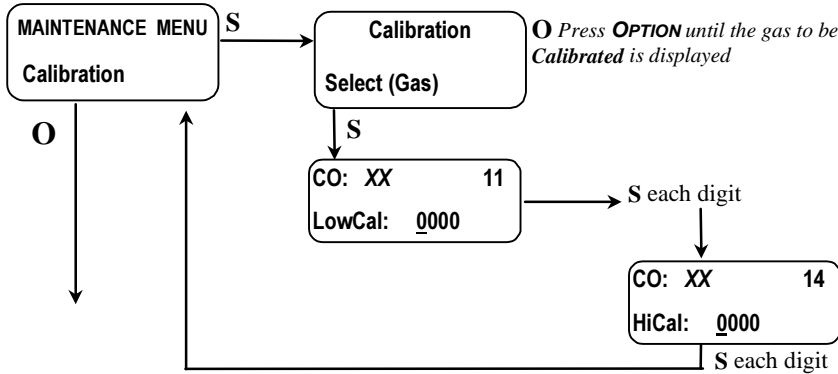 MAINTENANCE MENU
Calibration
S
Calibration
Select (Gas)
O Press OPTION until the gas to be
Calibrated is displayed
O
S
CO: XX 11
LowCal: 0000
S each digit
CO: XX 14
HiCal: 0000
S each digit